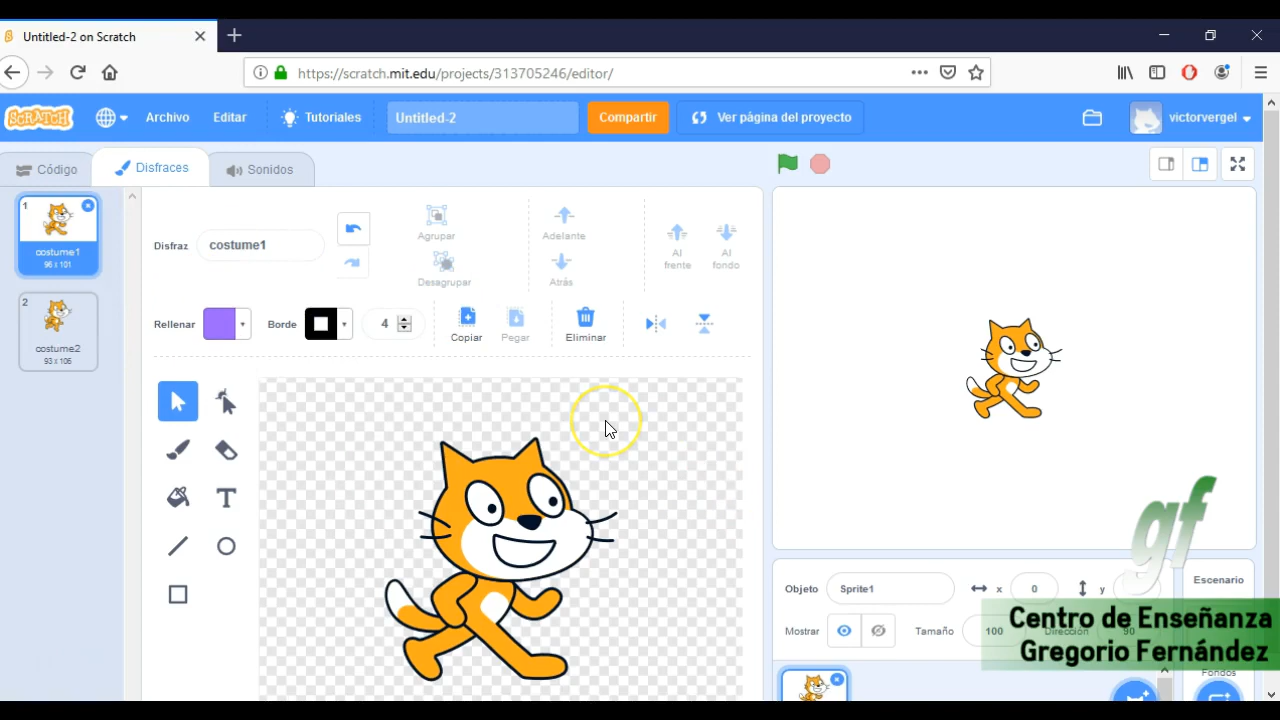 Untitled-2 on Scratch
https://scratch.mit.edu/projects/313705246/editor/
SCRATCH Archivo Editar Tutoriales Untitled-2 Compartir Ver página del proyecto victorvergel
Código Disfraces Sonidos
1
costume1
96 x 101
2
costume2
93 x 106
Disfraz costume1
Agrupar
Desagrupar
Adelante
Atrás
Al frente
Al fondo
Rellenar Borde 4
Copiar Pegar Eliminar
T
gf
Objeto Sprite1 x 0 y
Escenario
Mostrar Tamaño 100 Dirección 90
Centro de Enseñanza
Gregorio Fernández
Fondos